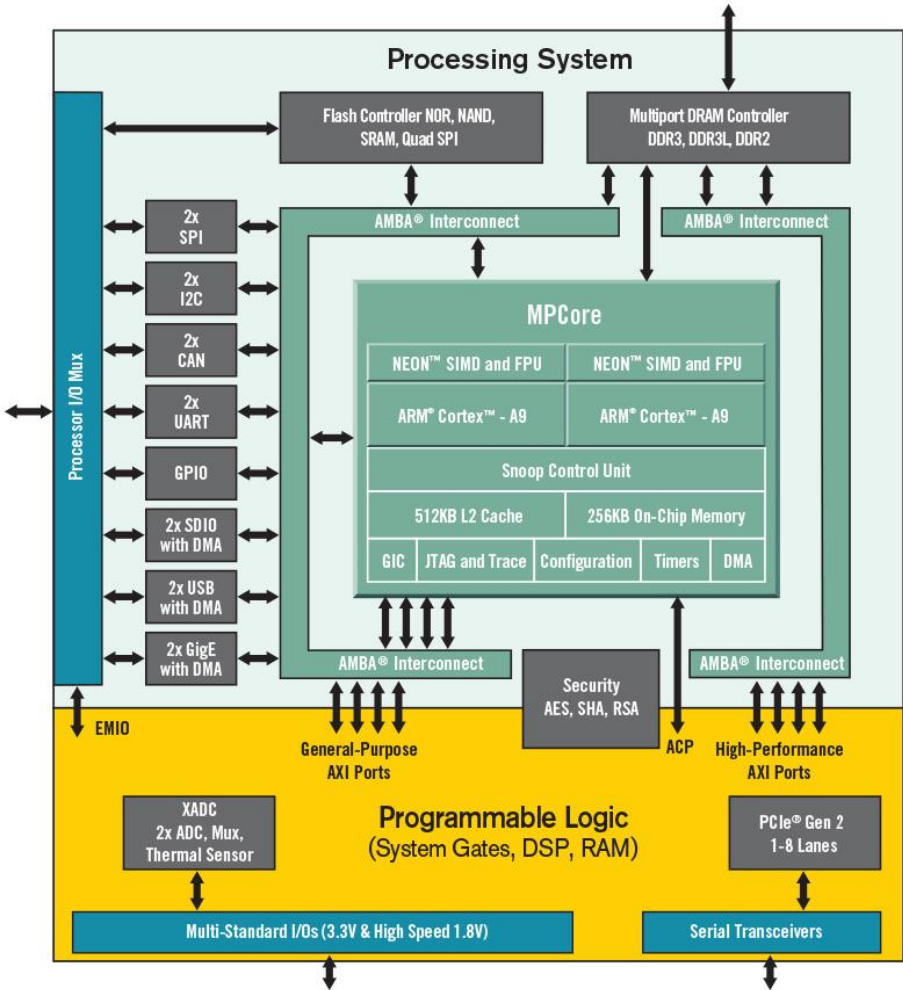 Processing System
Flash Controller NOR, NAND,
SRAM, Quad SPI
Multiport DRAM Controller
DDR3, DDR3L, DDR2
AMBA® Interconnect
AMBA® Interconnect
Processor I/O Mux
2x
SPI
2x
I2C
2x
CAN
2x
UART
GPIO
2x SDIO
with DMA
2x USB
with DMA
2x GigE
with DMA
MPCore
NEON™ SIMD and FPU
NEON™ SIMD and FPU
ARM® Cortex™ - A9
ARM® Cortex™ - A9
Snoop Control Unit
512KB L2 Cache
256KB On-Chip Memory
GIC
JTAG and Trace
Configuration
Timers
DMA
AMBA® Interconnect
AMBA® Interconnect
Security
AES, SHA, RSA
EMIO
General-Purpose
AXI Ports
ACP
High-Performance
AXI Ports
XADC
2x ADC, Mux,
Thermal Sensor
Programmable Logic
(System Gates, DSP, RAM)
PCIe® Gen 2
1-8 Lanes
Multi-Standard I/Os (3.3V & High Speed 1.8V)
Serial Transceivers